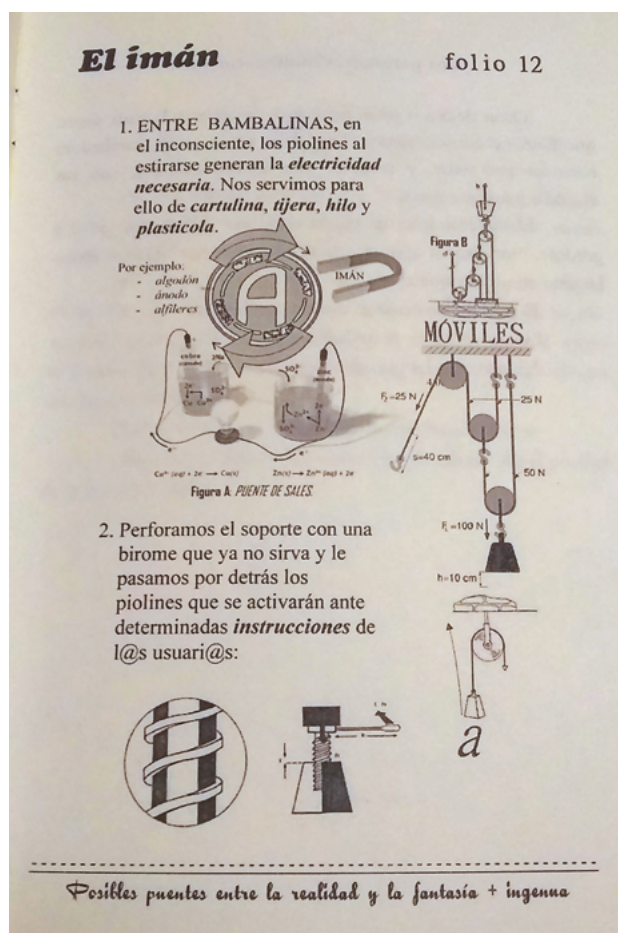 El imán
folio 12
1. ENTRE BAMBALINAS, en
el inconsciente, los piolines al
estirarse generan la electricidad
necesaria. Nos servimos para
ello de cartulina, tijera, hilo y
plasticola.
Por ejemplo:
- algodón
- ánodo
- alfileres
A
IMÁN
Figura A: PUENTE DE SALES.
Figura B
MÓVILES
F₂=25 N
25 N
s=40 cm
50 N
F₁=100 N
h=10 cm
a
2. Perforamos el soporte con una
birome que ya no sirva y le
pasamos por detrás los
piolines que se activarán ante
determinadas instrucciones de
l@s usuari@s:
Posibles puentes entre la realidad y la fantasía + ingenua